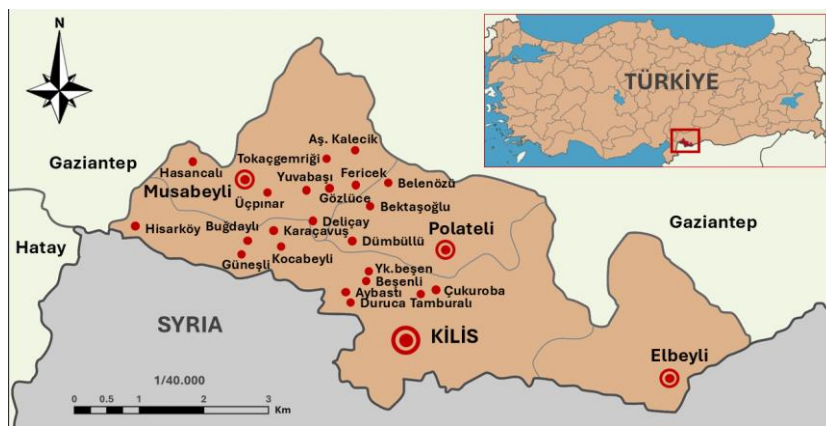 N
TÜRKİYE
Aş. Kalecik
Tokaçgemriği
Gaziantep
Hasancalı
Fericek
Yuvabaşı
Belenözü
Musabeyli
Gözlüce
Üçpınar
Bektaşoğlu
Gaziantep
Deliçay
Hisarköy
Buğdaylı
Karaçavuş
Polateli
Hatay
Dümbüllü
Güneşli
Kocabeyli
Yk.beşen
Beşenli
Çukuroba
Aybastı
Duruca Tamburalı
SYRIA
KİLİS
Elbeyli
1/40.000
0 0.5 1 2 3
Km